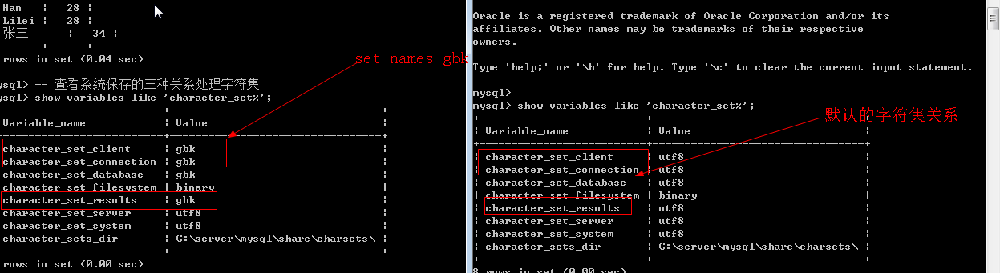 Han ¦ 28 ¦
Lilei ¦ 28 ¦
张三 ¦ 34 ¦
-------+------+
rows in set (0.04 sec)
set names gbk
mysql> -- 查看系统保存的三种关系处理字符集
mysql> show variables like 'character_set%';
Variable_name ¦ Value ¦
character_set_client ¦ gbk ¦
character_set_connection ¦ gbk ¦
character_set_database ¦ gbk ¦
character_set_filesystem ¦ binary ¦
character_set_results ¦ gbk ¦
character_set_server ¦ utf8 ¦
character_set_system ¦ utf8 ¦
character_sets_dir ¦ C:\server\mysql\share\charsets\ ¦
rows in set (0.00 sec)
Oracle is a registered trademark of Oracle Corporation and/or its
affiliates. Other names may be trademarks of their respective
owners.
Type 'help;' or '\h' for help. Type '\c' to clear the current input statement.
mysql>
mysql> show variables like 'character_set%';
默认的字符集关系
¦ Variable_name ¦ Value ¦
¦ character_set_client ¦ utf8 ¦
¦ character_set_connection ¦ utf8 ¦
¦ character_set_database ¦ utf8 ¦
¦ character_set_filesystem ¦ binary ¦
¦ character_set_results ¦ utf8 ¦
¦ character_set_server ¦ utf8 ¦
¦ character_set_system ¦ utf8 ¦
¦ character_sets_dir ¦ C:\server\mysql\share\charsets\ ¦
8 rows in set (0.00 sec)